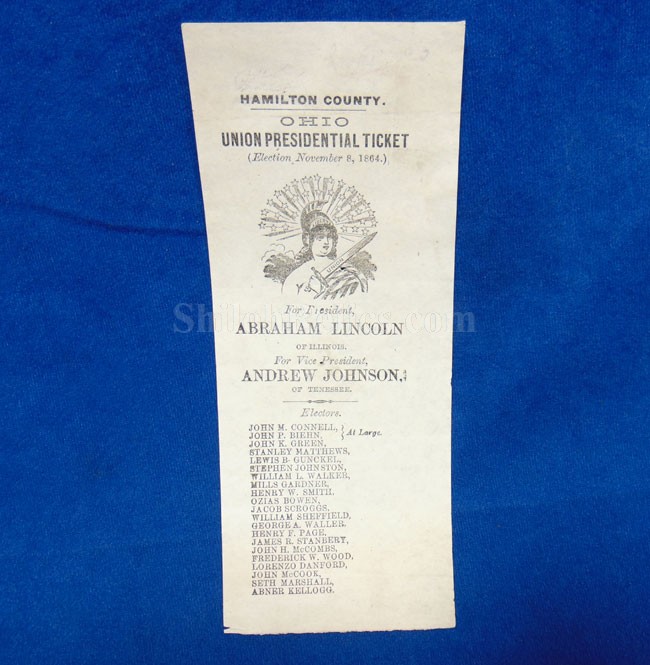 HAMILTON COUNTY.
OHIO
UNION PRESIDENTIAL TICKET
(Election November 8, 1864.)
For President,
ABRAHAM LINCOLN
OF ILLINOIS.
For Vice President,
ANDREW JOHNSON,
OF TENESSEE.
Electors.
JOHN M. CONNELL,
JOHN P. BIEHN,
At Large.
JOHN K. GREEN,
STANLEY MATTHEWS,
LEWIS B. GUNCKEL,
STEPHEN JOHNSTON,
WILLIAM L. WALKER,
MILLS GARDNER,
HENRY W. SMITH,
OZIAS BOWEN,
JACOB SCROGGS,
WILLIAM SHEFFIELD,
GEORGE A. WALLER.
HENRY F. PAGE,
JAMES R. STANBERY,
JOHN H. McCOMBS,
FREDERICK W. WOOD,
LORENZO DANFORD,
JOHN McCOOK,
SETH MARSHALL,
ABNER KELLOGG.